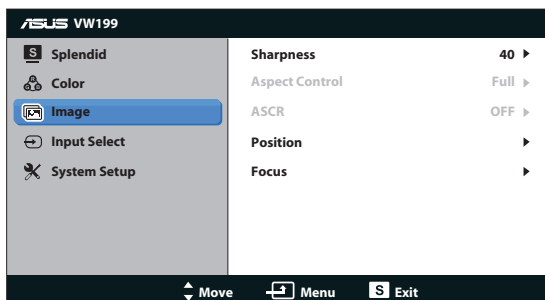 ASUS VW199
S Splendid
Color
Image
Input Select
System Setup
Sharpness 40
Aspect Control Full
ASCR OFF
Position
Focus
Move Menu S Exit